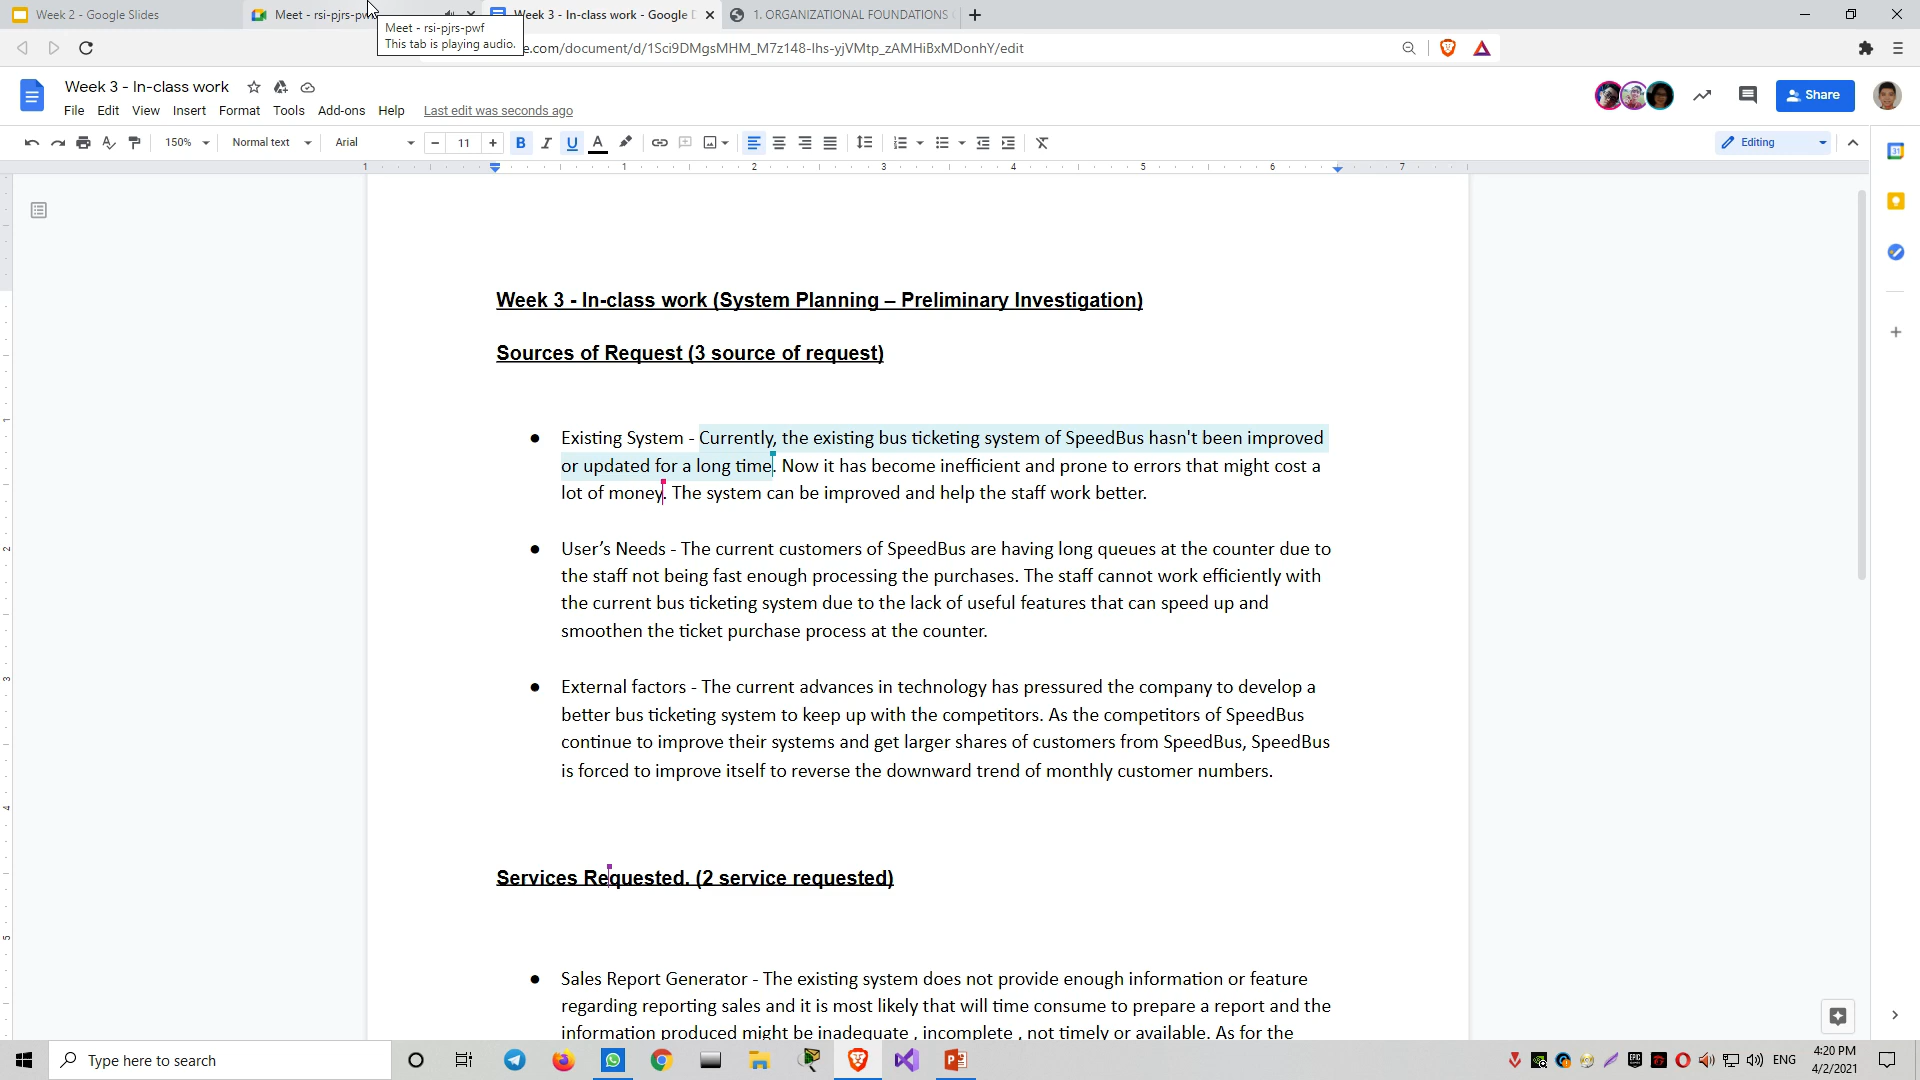 Week 2 - Google Slides
Meet - rsi-pjrs-pw
Week 3 - In-class work - Google D
1. ORGANIZATIONAL FOUNDATIONS
Meet - rsi-pjrs-pwf
This tab is playing audio.
e.com/document/d/1Sci9DMgsMHM_M7z148-lhs-yjVMtp_zAMHiBxMDonhY/edit
Week 3 - In-class work
File Edit View Insert Format Tools Add-ons Help Last edit was seconds ago
Share
150% Normal text Arial 11 B I U A Editing
1 1 2 3 4 5 6 7
Week 3 - In-class work (System Planning – Preliminary Investigation)
Sources of Request (3 source of request)
● Existing System - Currently, the existing bus ticketing system of SpeedBus hasn't been improved
or updated for a long time. Now it has become inefficient and prone to errors that might cost a
lot of money. The system can be improved and help the staff work better.
● User’s Needs - The current customers of SpeedBus are having long queues at the counter due to
the staff not being fast enough processing the purchases. The staff cannot work efficiently with
the current bus ticketing system due to the lack of useful features that can speed up and
smoothen the ticket purchase process at the counter.
● External factors - The current advances in technology has pressured the company to develop a
better bus ticketing system to keep up with the competitors. As the competitors of SpeedBus
continue to improve their systems and get larger shares of customers from SpeedBus, SpeedBus
is forced to improve itself to reverse the downward trend of monthly customer numbers.
Services Requested. (2 service requested)
● Sales Report Generator - The existing system does not provide enough information or feature
regarding reporting sales and it is most likely that will time consume to prepare a report and the
information produced might be inadequate , incomplete , not timely or available. As for the
1
2
3
4
5
31
Type here to search
ENG
4:20 PM
4/2/2021